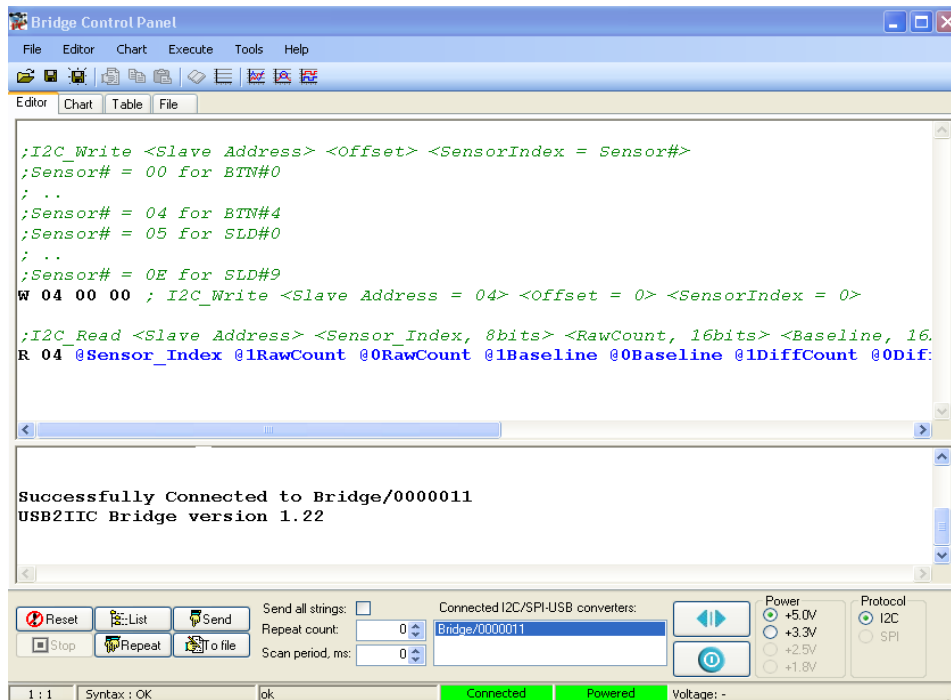 Bridge Control Panel
File Editor Chart Execute Tools Help
Editor Chart Table File
;I2C_Write <Slave Address> <Offset> <SensorIndex = Sensor#>
;Sensor# = 00 for BTN#0
; ..
;Sensor# = 04 for BTN#4
;Sensor# = 05 for SLD#0
; ..
;Sensor# = 0E for SLD#9
W 04 00 00 ; I2C_Write <Slave Address = 04> <Offset = 0> <SensorIndex = 0>
;I2C_Read <Slave Address> <Sensor_Index, 8bits> <RawCount, 16bits> <Baseline, 16
R 04 @Sensor_Index @1RawCount @0RawCount @1Baseline @0Baseline @1DiffCount @0Dif
Successfully Connected to Bridge/0000011
USB2IIC Bridge version 1.22
Reset List Send Send all strings: Connected I2C/SPI-USB converters: Power Protocol
Stop Repeat To file Repeat count: 0 Bridge/0000011 +5.0V I2C
Scan period, ms: 0 +3.3V SPI
+2.5V
+1.8V
1 : 1 Syntax : OK ok Connected Powered Voltage: -